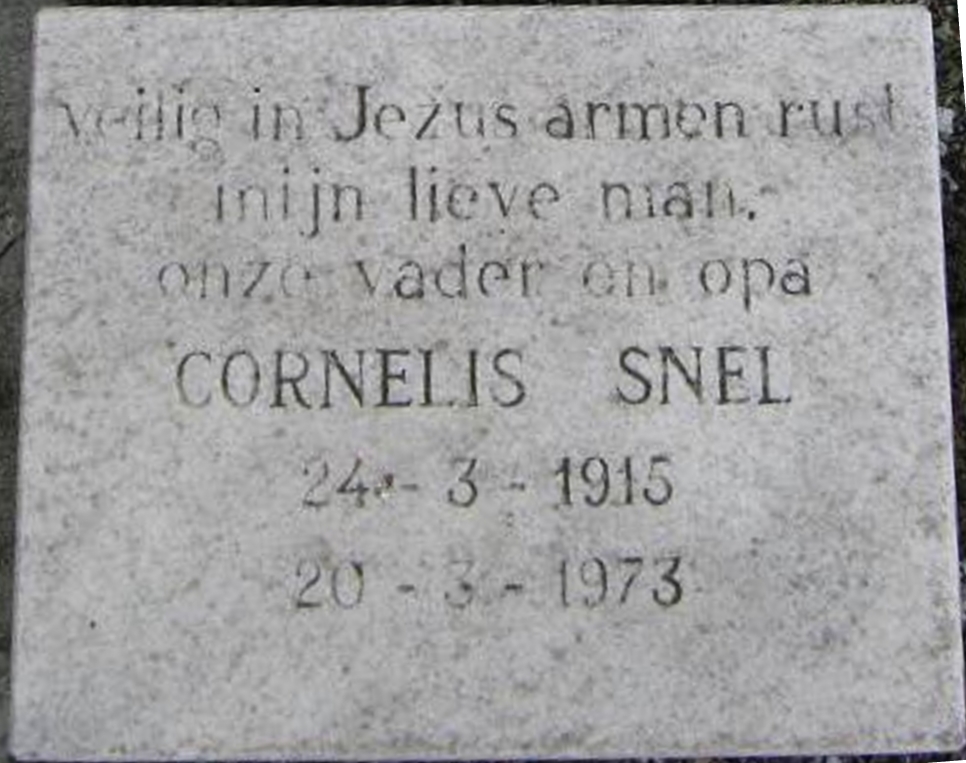 veilig in Jezus armen rust
mijn lieve man,
onze vader en opa
CORNELIS SNEL
24 - 3 - 1915
20 - 3 - 1973